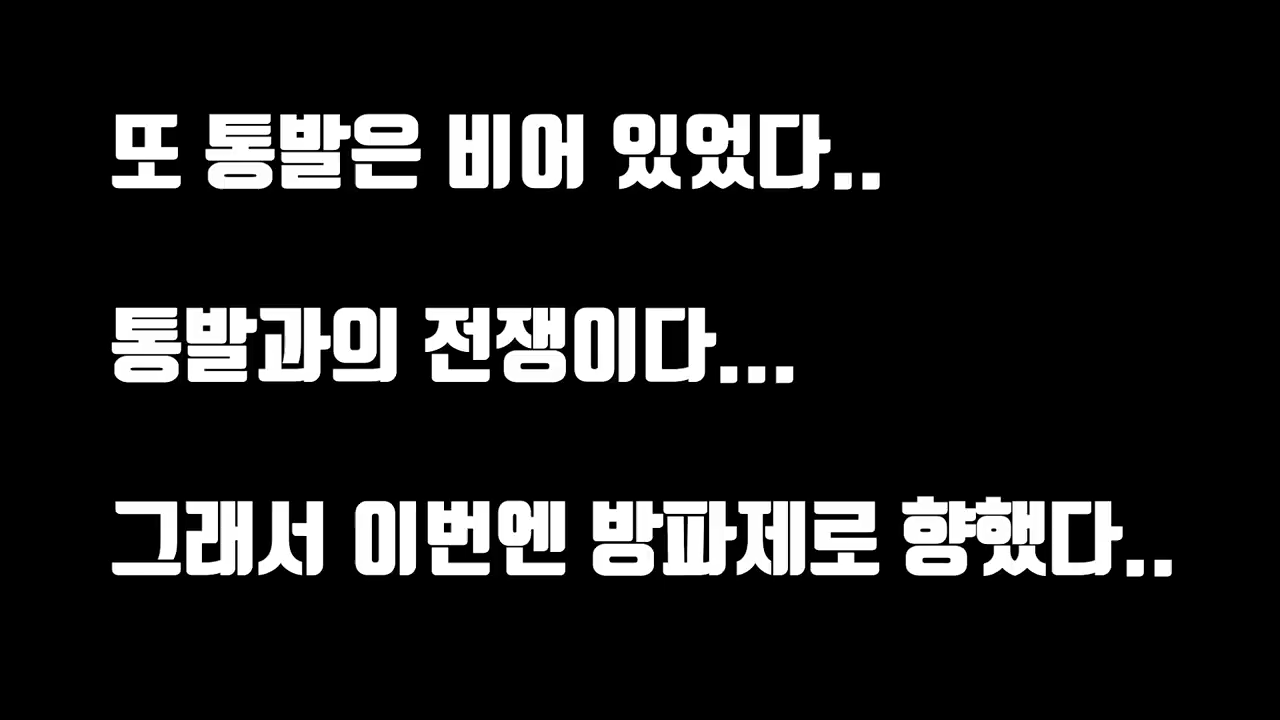 또 통발은 비어 있었다..
통발과의 전쟁이다...
그래서 이번엔 방파제로 향했다..